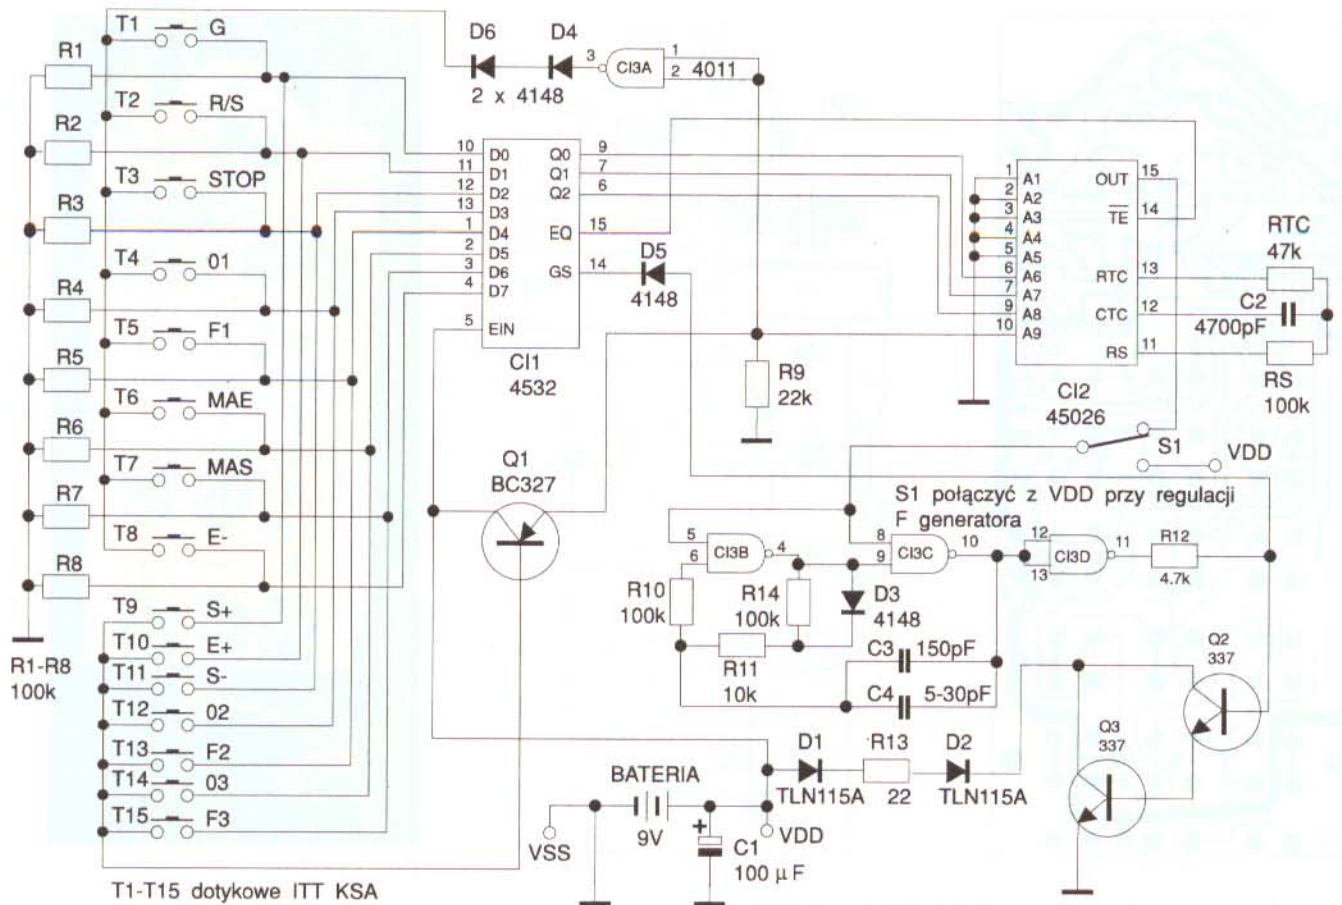 T1 G
R1
T2 R/S
R2
T3 STOP
R3
T4 01
R4
T5 F1
R5
T6 MAE
R6
T7 MAS
R7
T8 E-
R8
T9 S+
T10 E+
T11 S-
T12 02
T13 F2
T14 03
T15 F3
R1-R8
100k
T1-T15 dotykowe ITT KSA
D6 D4
2 x 4148
3 CI3A 1
2 4011
10 D0 Q0 9
11 D1 Q1 7
12 D2 Q2 6
13 D3
1 D4 EQ 15
2 D5
3 D6 GS 14
4 D7
5 EIN
CI1
4532
D5
4148
R9
22k
1 A1 OUT 15
2 A2
3 A3 TE 14
4 A4
5 A5
6 A6 RTC 13
7 A7 CTC 12
9 A8
10 A9 RS 11
CI2
45026
RTC
47k
C2
4700pF
RS
100k
S1 VDD
S1 połączyć z VDD przy regulacji
F generatora
Q1
BC327
5
6 CI3B 4
8
9 CI3C 10
12
13 CI3D 11
R12
4.7k
R10
100k
R14
100k
D3
4148
R11
10k
C3 150pF
C4 5-30pF
Q2
337
Q3
337
D1 R13 D2
TLN115A 22 TLN115A
BATERIA
9V
VSS
VDD
+
C1
100 µF